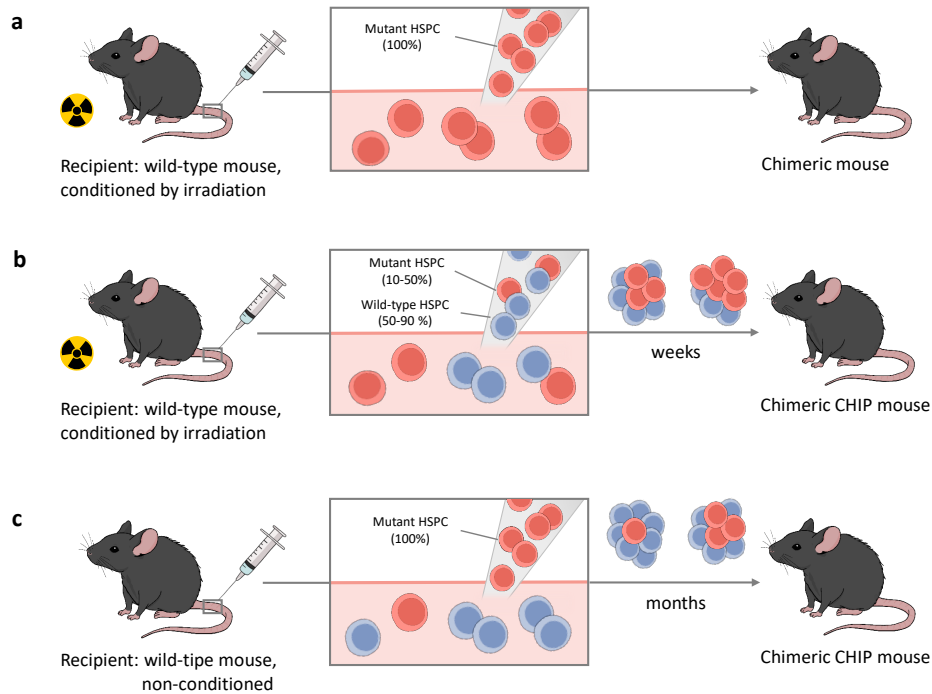 a
Mutant HSPC
(100%)
Recipient: wild-type mouse,
conditioned by irradiation
Chimeric mouse
b
Mutant HSPC
(10-50%)
Wild-type HSPC
(50-90 %)
weeks
Recipient: wild-type mouse,
conditioned by irradiation
Chimeric CHIP mouse
c
Mutant HSPC
(100%)
months
Recipient: wild-tipe mouse,
non-conditioned
Chimeric CHIP mouse